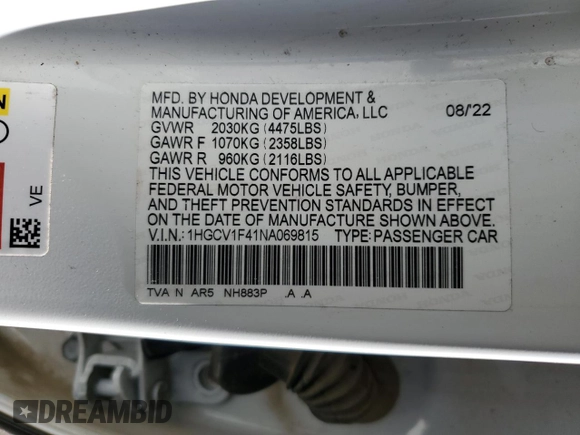 MFD. BY HONDA DEVELOPMENT &
MANUFACTURING OF AMERICA, LLC 08/'22
GVWR 2030KG (4475LBS)
GAWR F 1070KG (2358LBS)
GAWR R 960KG (2116LBS)
THIS VEHICLE CONFORMS TO ALL APPLICABLE
FEDERAL MOTOR VEHICLE SAFETY, BUMPER,
AND THEFT PREVENTION STANDARDS IN EFFECT
ON THE DATE OF MANUFACTURE SHOWN ABOVE.
V.I.N.: 1HGCV1F41NA069815 TYPE: PASSENGER CAR
TVA N AR5 NH883P .A .A
VE
DREAMBID